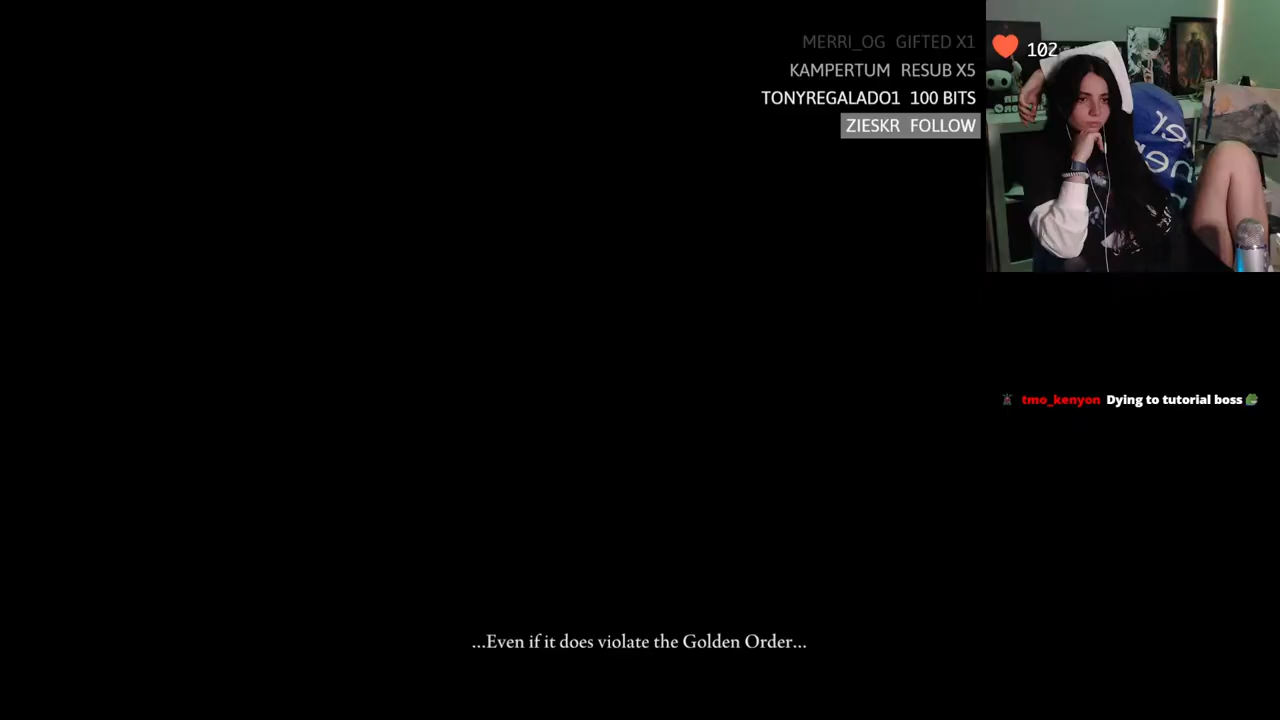 MERRI_OG GIFTED X1
KAMPERTUM RESUB X5
TONYREGALADO1 100 BITS
ZIESKR FOLLOW
102
tmo_kenyon Dying to tutorial boss
...Even if it does violate the Golden Order...